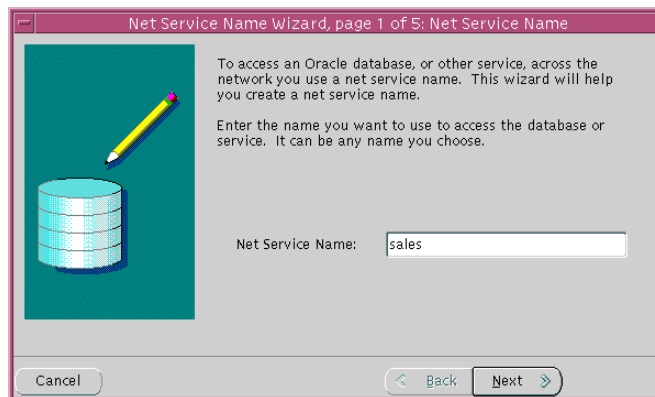 Net Service Name Wizard, page 1 of 5: Net Service Name
To access an Oracle database, or other service, across the
network you use a net service name. This wizard will help
you create a net service name.
Enter the name you want to use to access the database or
service. It can be any name you choose.
Net Service Name: sales
Cancel Back Next